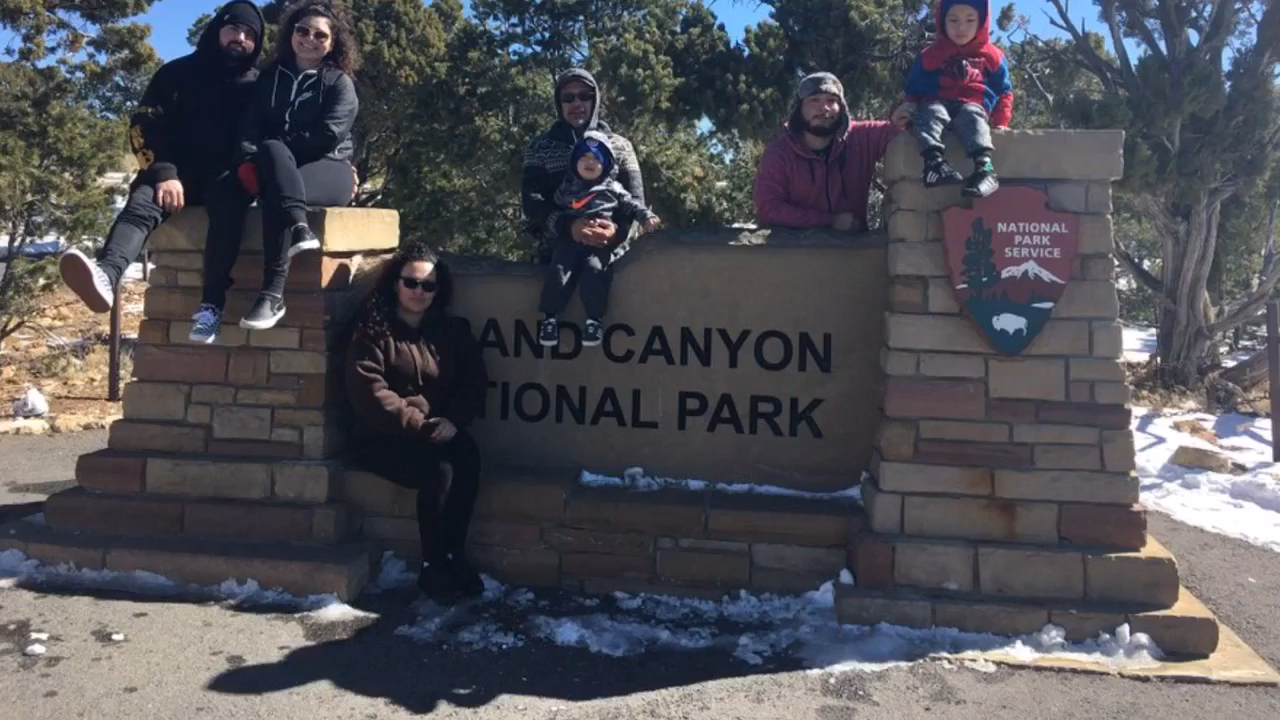 AND CANYON
TIONAL PARK
NATIONAL
PARK
SERVICE